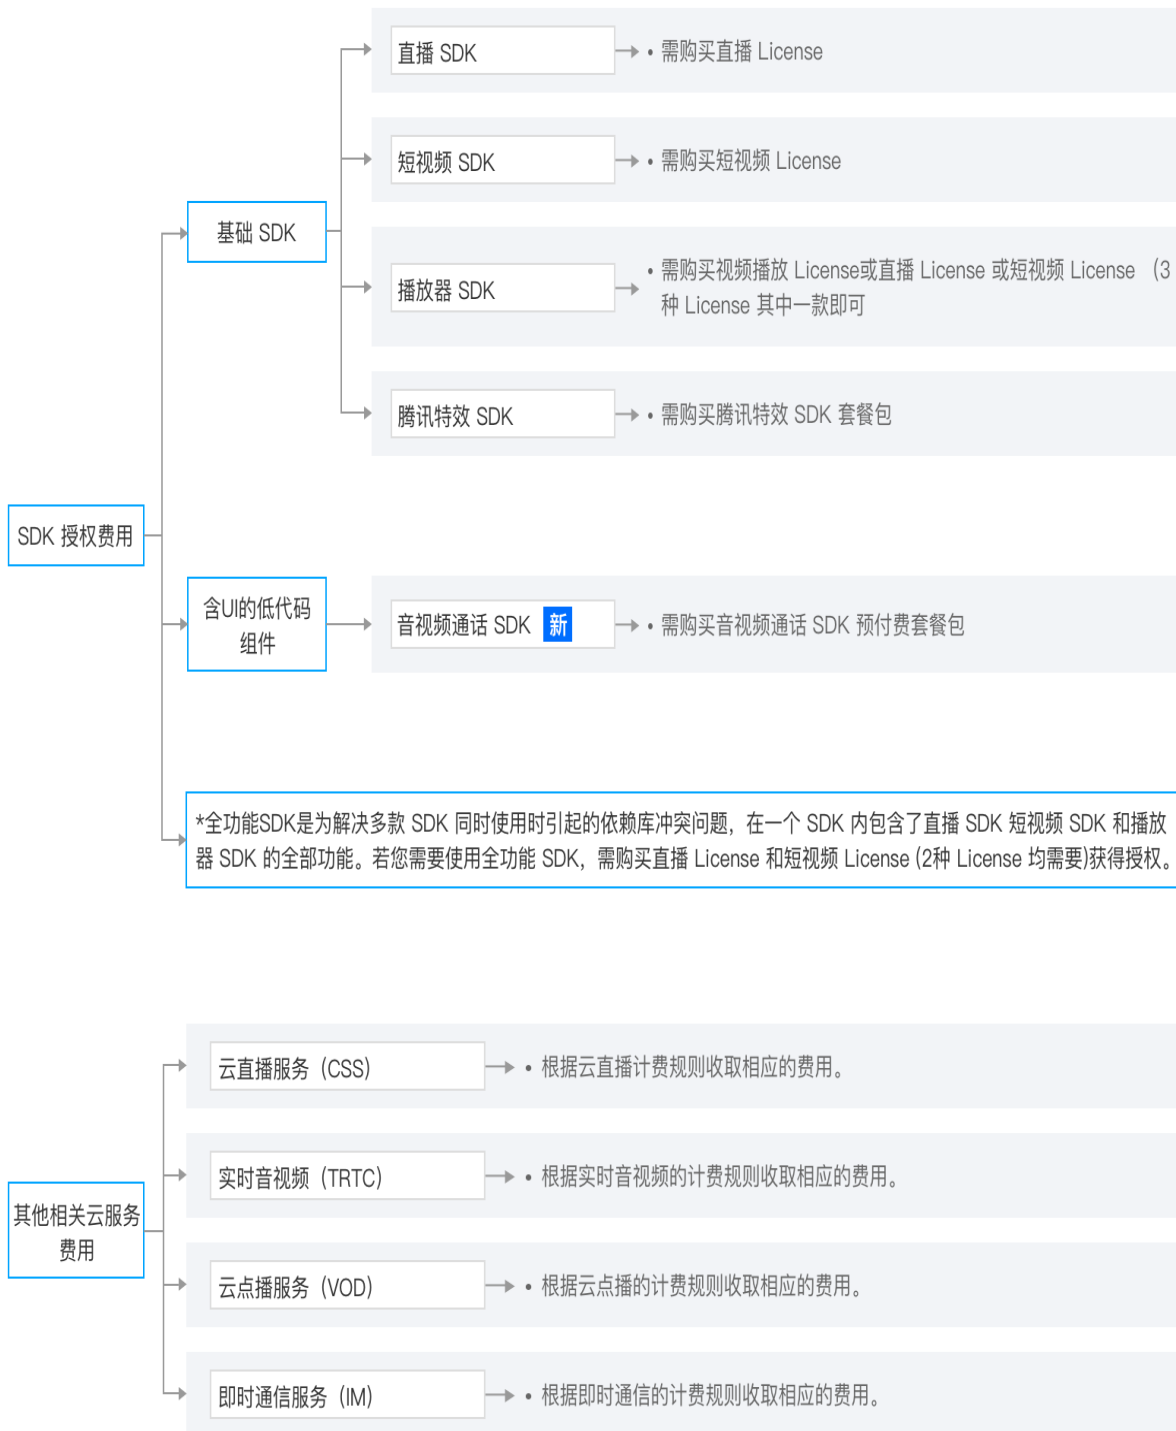 直播 SDK
• 需购买直播 License
短视频 SDK
• 需购买短视频 License
基础 SDK
播放器 SDK
• 需购买视频播放 License或直播 License 或短视频 License （3
种 License 其中一款即可
腾讯特效 SDK
• 需购买腾讯特效 SDK 套餐包
SDK 授权费用
含UI的低代码
组件
音视频通话 SDK 新
• 需购买音视频通话 SDK 预付费套餐包
*全功能SDK是为解决多款 SDK 同时使用时引起的依赖库冲突问题，在一个 SDK 内包含了直播 SDK 短视频 SDK 和播放
器 SDK 的全部功能。若您需要使用全功能 SDK，需购买直播 License 和短视频 License (2种 License 均需要)获得授权。
云直播服务（CSS）
• 根据云直播计费规则收取相应的费用。
实时音视频（TRTC）
• 根据实时音视频的计费规则收取相应的费用。
其他相关云服务
费用
云点播服务（VOD）
• 根据云点播的计费规则收取相应的费用。
即时通信服务（IM）
• 根据即时通信的计费规则收取相应的费用。